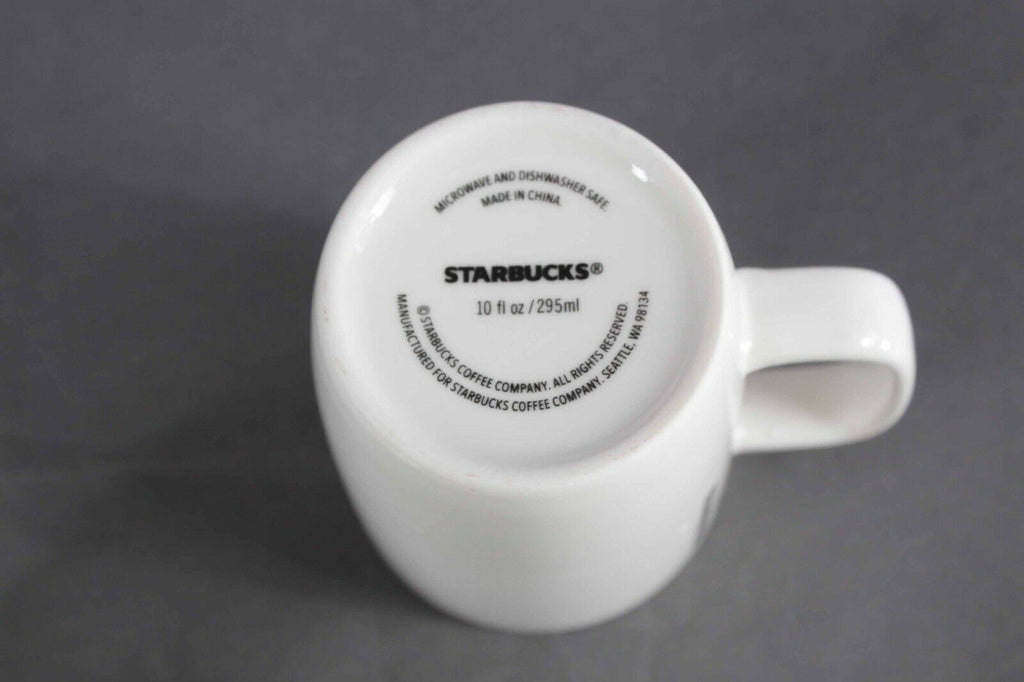 MICROWAVE AND DISHWASHER SAFE.
MADE IN CHINA
STARBUCKS®
10 fl oz / 295ml
© STARBUCKS COFFEE COMPANY. ALL RIGHTS RESERVED.
MANUFACTURED FOR STARBUCKS COFFEE COMPANY. SEATTLE, WA 98134